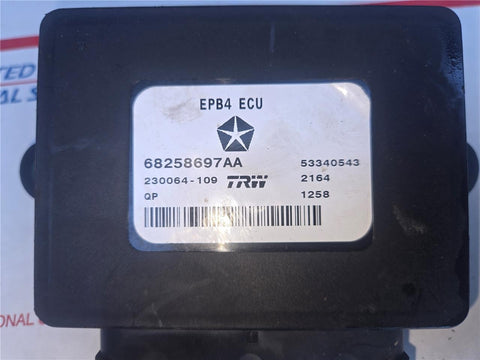 EPB4 ECU
68258697AA 53340543
230064-109 TRW 2164
QP 1258